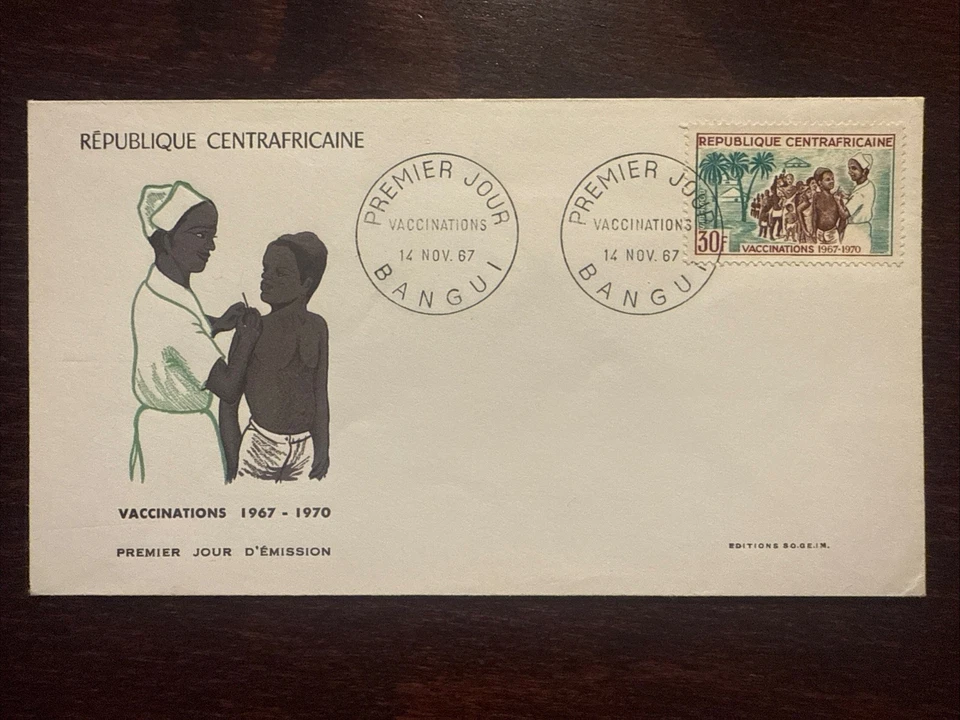 RÉPUBLIQUE CENTRAFRICAINE
PREMIER JOUR
VACCINATIONS
14 NOV. 67
BANGUI
PREMIER JOUR
VACCINATIONS
14 NOV. 67
BANGUI
REPUBLIQUE CENTRAFRICAINE
30F
VACCINATIONS 1967-1970
VACCINATIONS 1967 - 1970
PREMIER JOUR D'ÉMISSION
EDITIONS SO.GE.IM.